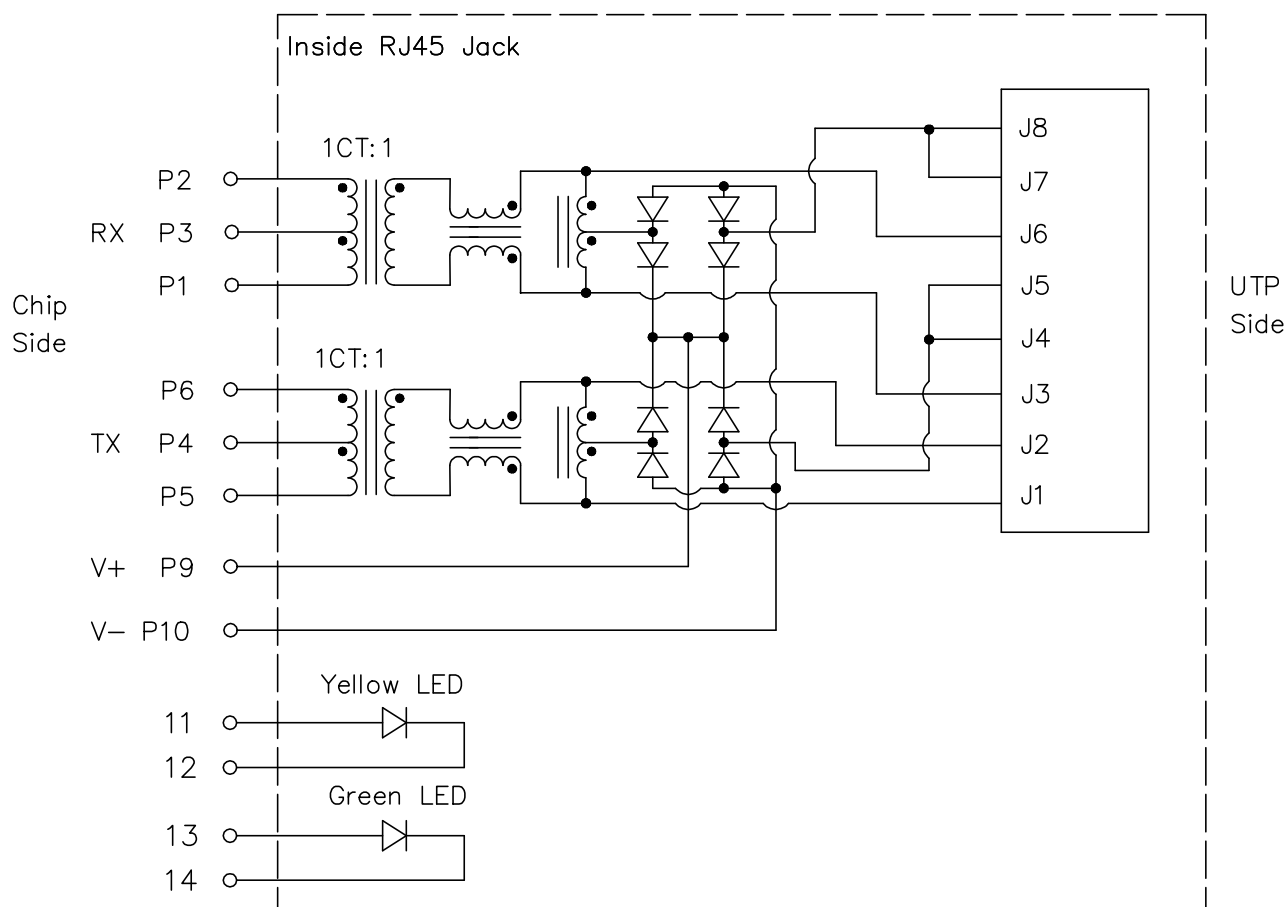 Inside RJ45 Jack
J8
1CT:1
P2
J7
RX P3
J6
P1
J5
Chip
Side
UTP
Side
J4
1CT:1
P6
J3
TX P4
J2
P5
J1
V+ P9
V- P10
Yellow LED
11
12
Green LED
13
14